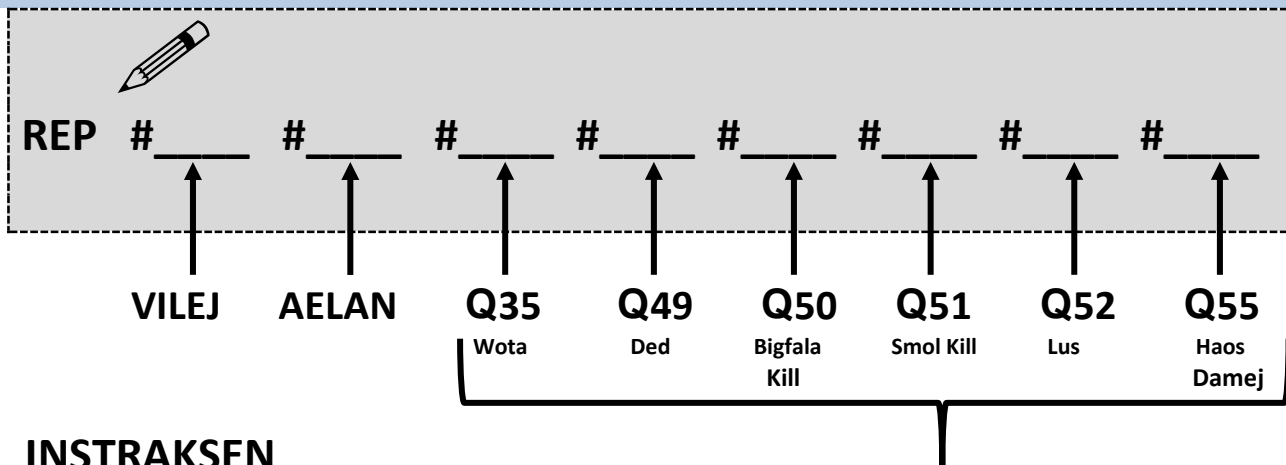 REP #____ #____ #____ #____ #____ #____ #____ #____
VILEJ AELAN Q35 Q49 Q50 Q51 Q52 Q55
Wota Ded Bigfala Smol Kill Lus Haos
Kill Damej
INSTRAKSEN